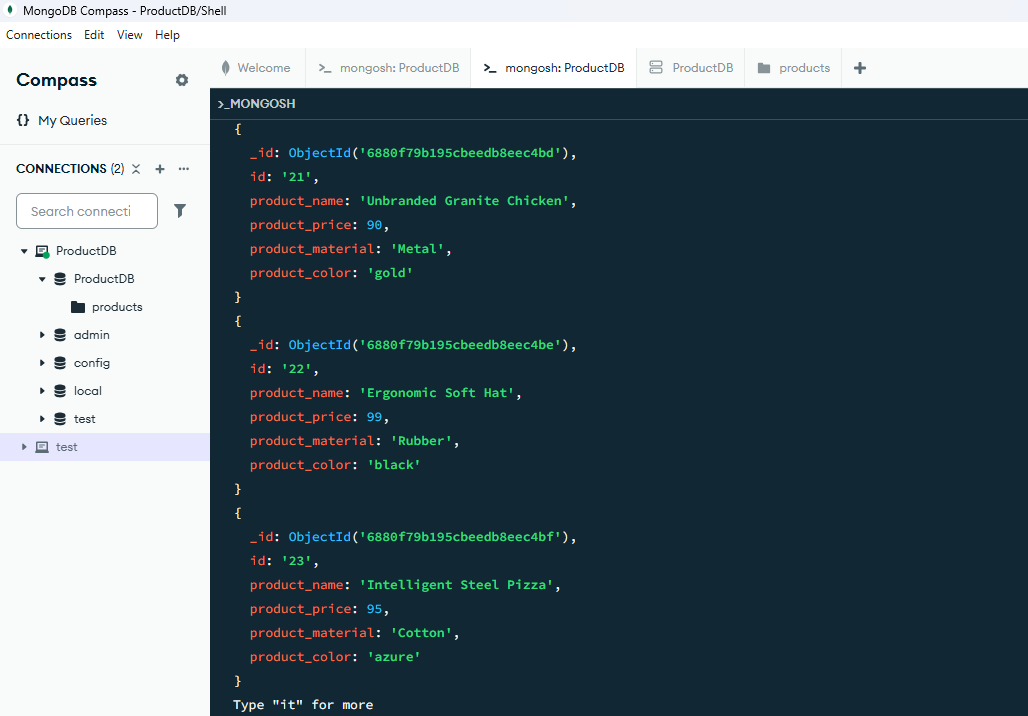 MongoDB Compass - ProductDB/Shell
Connections Edit View Help
Compass
{} My Queries
CONNECTIONS (2)
Search connecti
ProductDB
ProductDB
products
admin
config
local
test
test
Welcome
>_ mongosh: ProductDB
>_ mongosh: ProductDB
ProductDB
products
>_MONGOSH
{
_id: ObjectId('6880f79b195cbeedb8eec4bd'),
id: '21',
product_name: 'Unbranded Granite Chicken',
product_price: 90,
product_material: 'Metal',
product_color: 'gold'
}
{
_id: ObjectId('6880f79b195cbeedb8eec4be'),
id: '22',
product_name: 'Ergonomic Soft Hat',
product_price: 99,
product_material: 'Rubber',
product_color: 'black'
}
{
_id: ObjectId('6880f79b195cbeedb8eec4bf'),
id: '23',
product_name: 'Intelligent Steel Pizza',
product_price: 95,
product_material: 'Cotton',
product_color: 'azure'
}
Type "it" for more